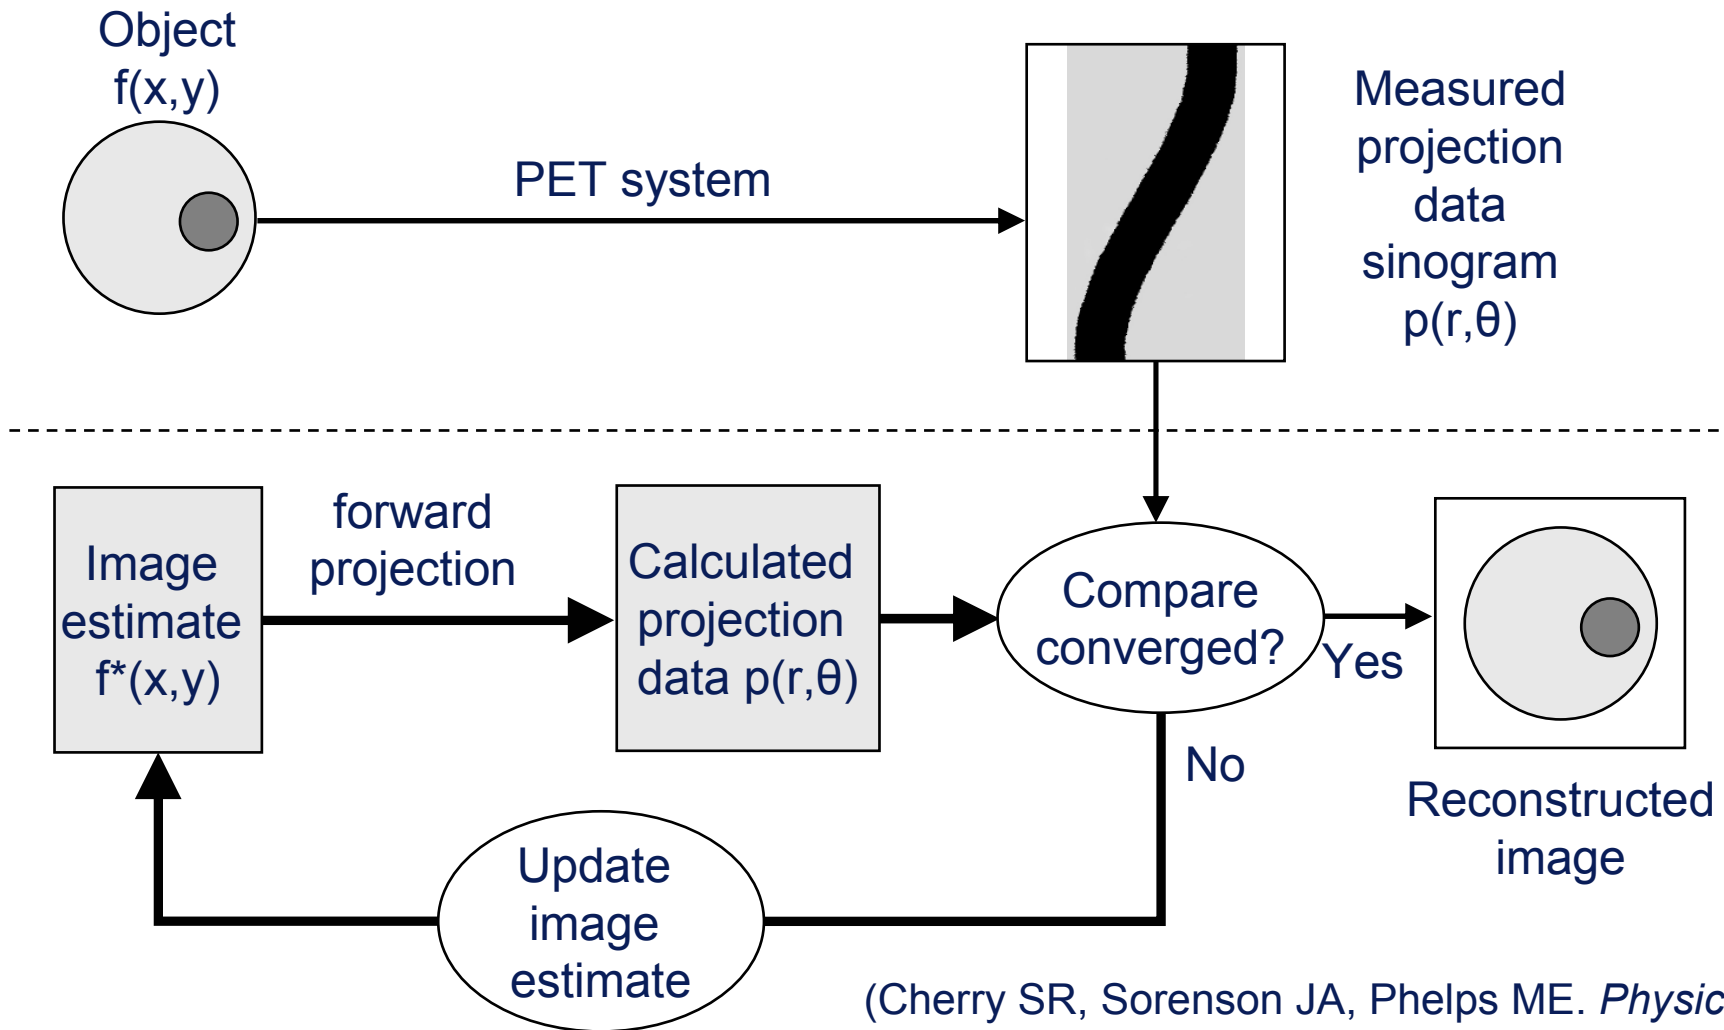 Object
f(x,y)
PET system
Measured
projection
data
sinogram
p(r,θ)
Image
estimate
f*(x,y)
forward
projection
Calculated
projection
data p(r,θ)
Compare
converged?
Yes
No
Reconstructed
image
Update
image
estimate
(Cherry SR, Sorenson JA, Phelps ME. Physic